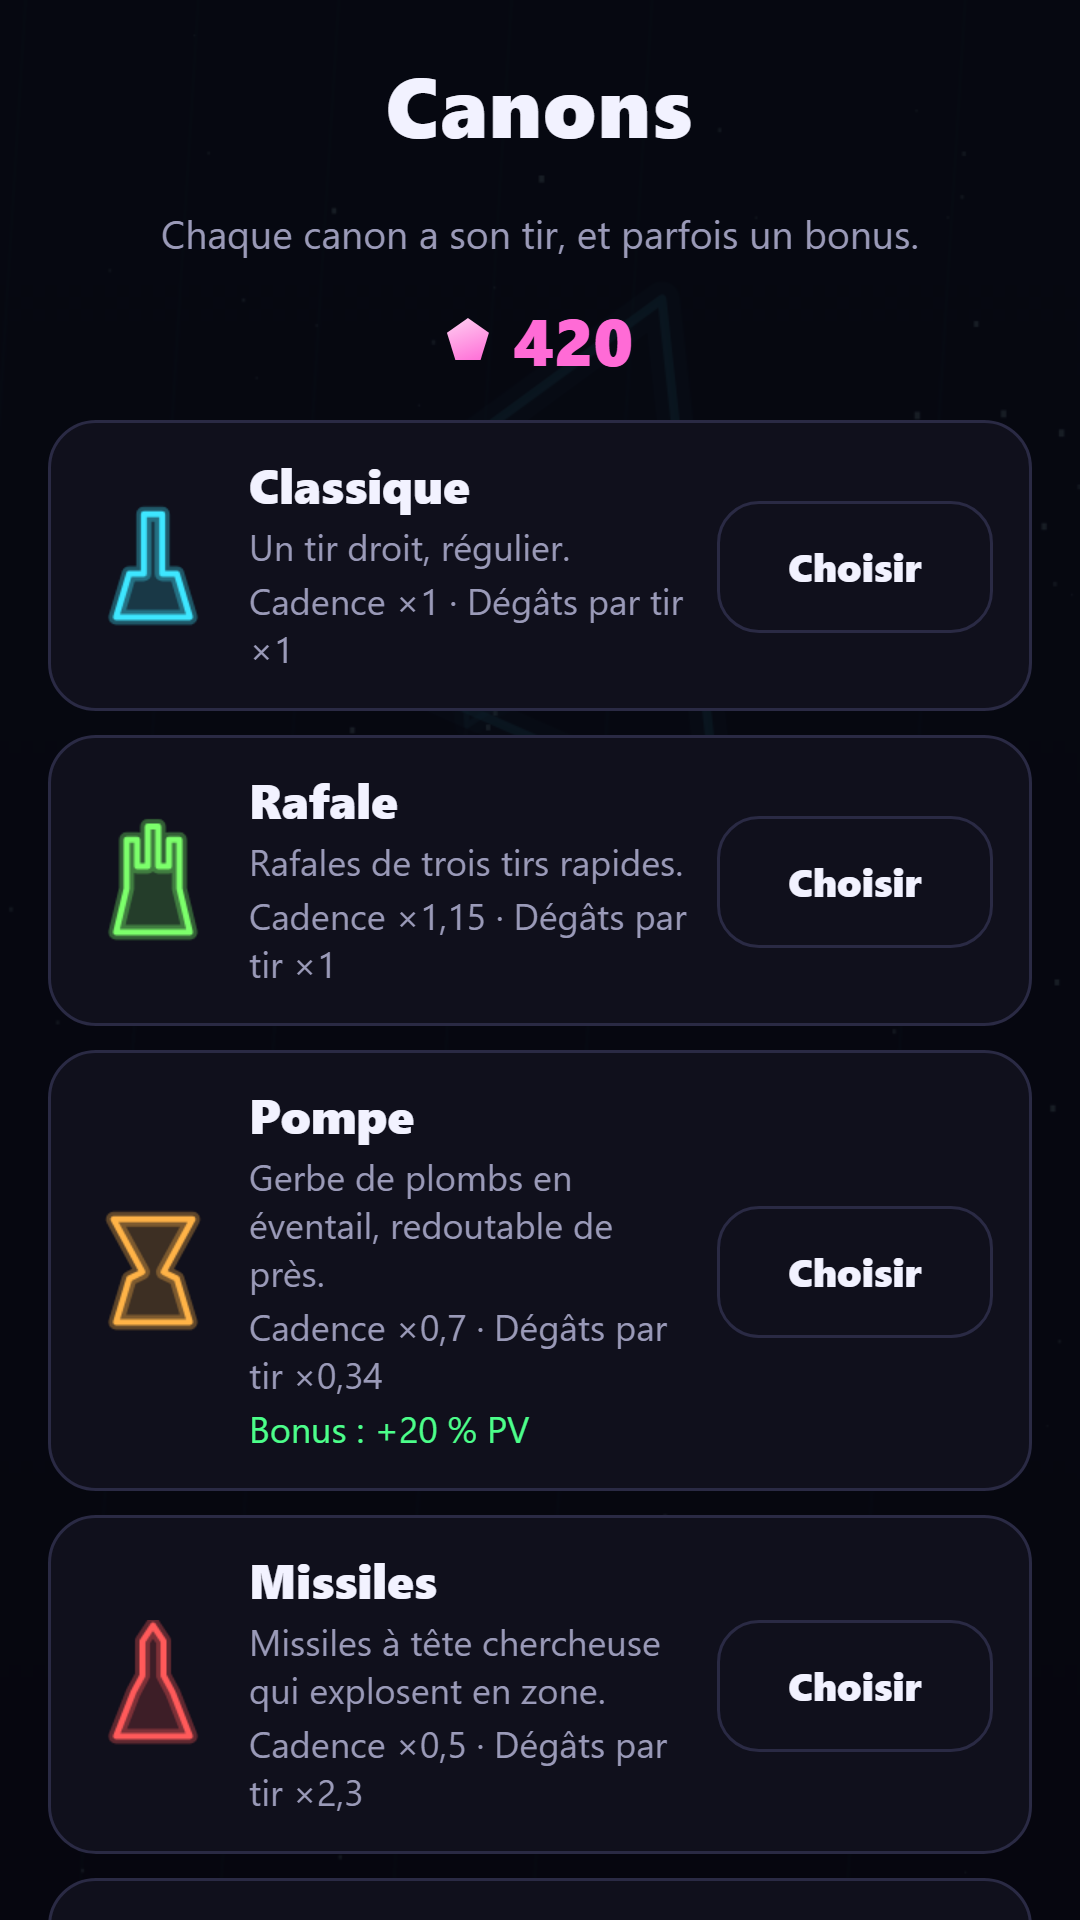 Canons
Chaque canon a son tir, et parfois un bonus.
420
Classique
Un tir droit, régulier.
Cadence ×1 · Dégâts par tir
×1
Choisir
Rafale
Rafales de trois tirs rapides.
Cadence ×1,15 · Dégâts par
tir ×1
Choisir
Pompe
Gerbe de plombs en
éventail, redoutable de
près.
Cadence ×0,7 · Dégâts par
tir ×0,34
Bonus : +20 % PV
Choisir
Missiles
Missiles à tête chercheuse
qui explosent en zone.
Cadence ×0,5 · Dégâts par
tir ×2,3
Choisir